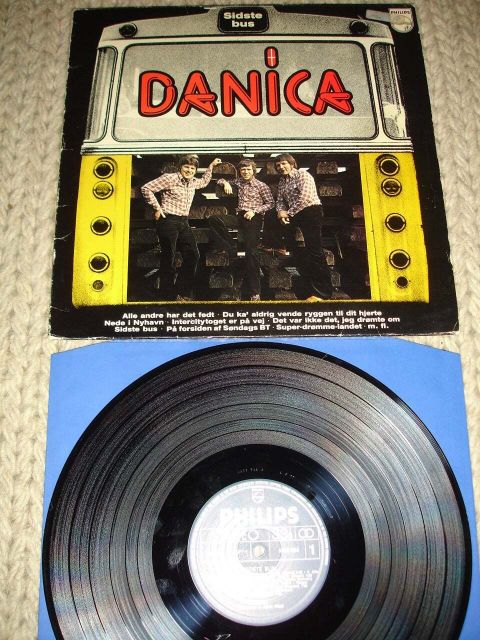 Sidste
bus
PHILIPS
DANICA
Alle andre har det født · Du ka' aldrig vende ryggen til dit hjerte
Nede i Nyhavn · Intercitytoget er på vej · Det var ikke det, jeg drømte om
Sidste bus · På forsiden af Søndags BT · Super-drømme-landet · m. fl.
PHILIPS
STEREO
1